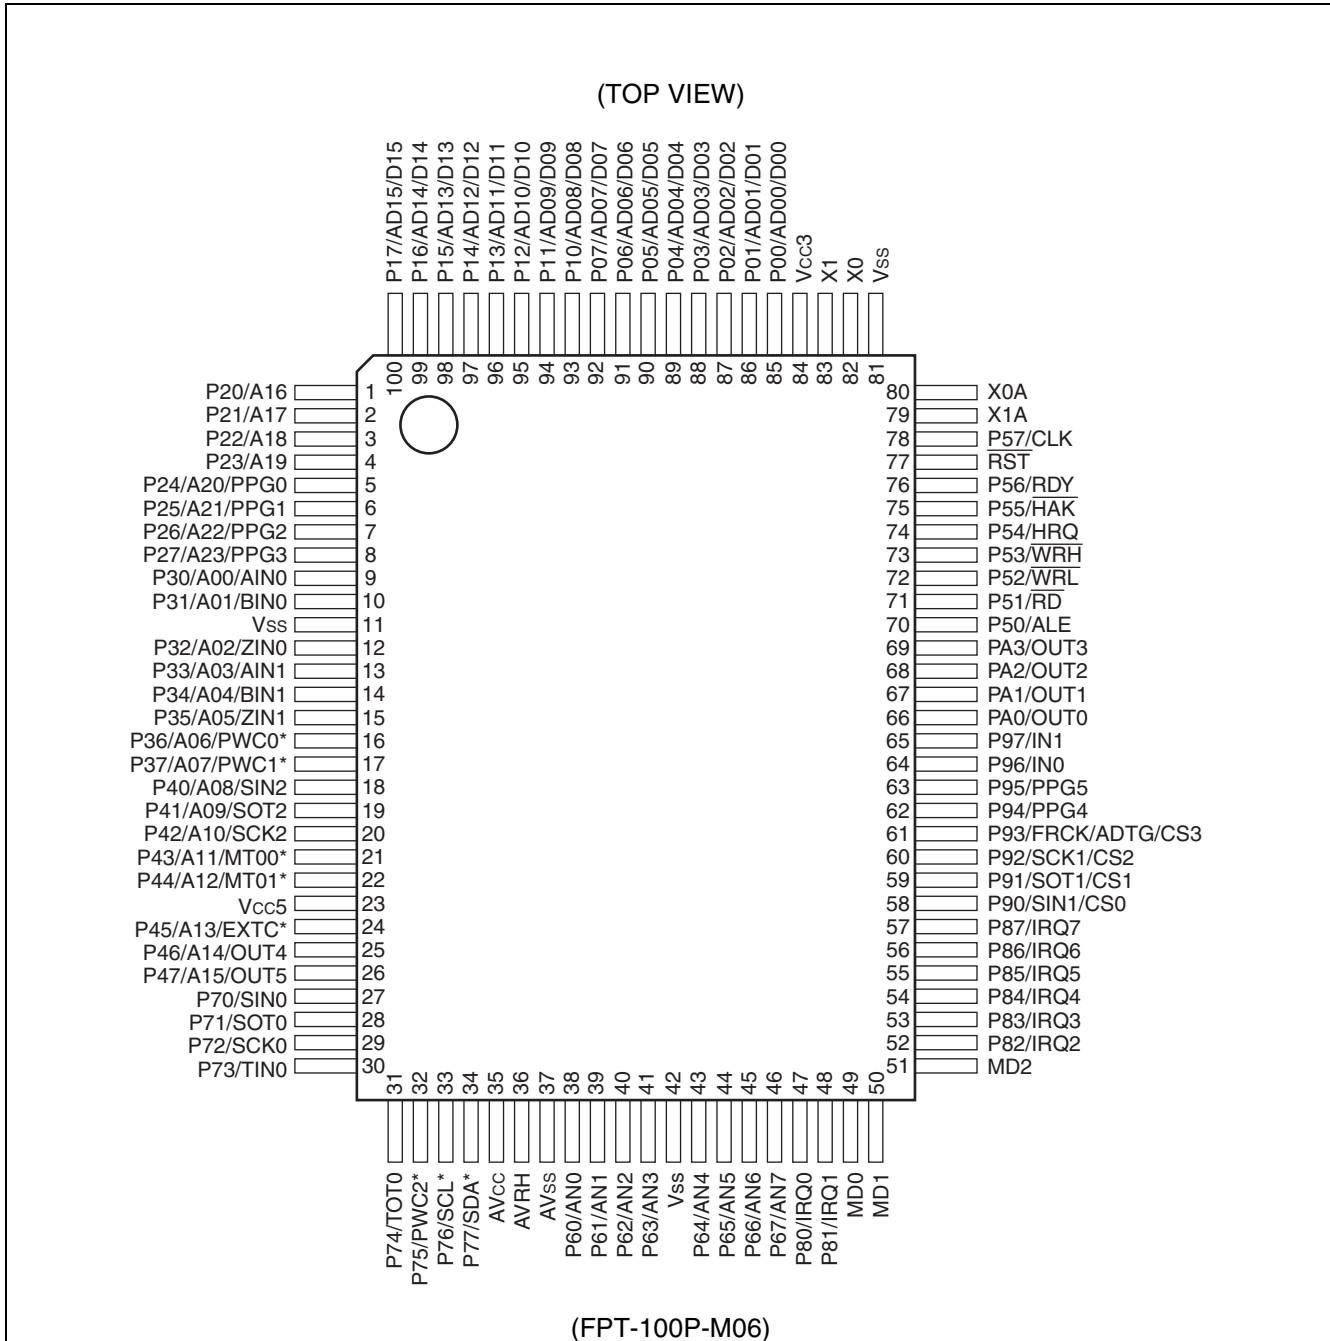 (TOP VIEW)
P17/AD15/D15
P16/AD14/D14
P15/AD13/D13
P14/AD12/D12
P13/AD11/D11
P12/AD10/D10
P11/AD09/D09
P10/AD08/D08
P07/AD07/D07
P06/AD06/D06
P05/AD05/D05
P04/AD04/D04
P03/AD03/D03
P02/AD02/D02
P01/AD01/D01
P00/AD00/D00
Vcc3
X1
X0
Vss
100
99
98
97
96
95
94
93
92
91
90
89
88
87
86
85
84
83
82
81
P20/A16 1
P21/A17 2
P22/A18 3
P23/A19 4
P24/A20/PPG0 5
P25/A21/PPG1 6
P26/A22/PPG2 7
P27/A23/PPG3 8
P30/A00/AIN0 9
P31/A01/BIN0 10
Vss 11
P32/A02/ZIN0 12
P33/A03/AIN1 13
P34/A04/BIN1 14
P35/A05/ZIN1 15
P36/A06/PWC0* 16
P37/A07/PWC1* 17
P40/A08/SIN2 18
P41/A09/SOT2 19
P42/A10/SCK2 20
P43/A11/MT00* 21
P44/A12/MT01* 22
Vcc5 23
P45/A13/EXTC* 24
P46/A14/OUT4 25
P47/A15/OUT5 26
P70/SIN0 27
P71/SOT0 28
P72/SCK0 29
P73/TIN0 30
80 X0A
79 X1A
78 P57/CLK
77 RST
76 P56/RDY
75 P55/HAK
74 P54/HRQ
73 P53/WRH
72 P52/WRL
71 P51/RD
70 P50/ALE
69 PA3/OUT3
68 PA2/OUT2
67 PA1/OUT1
66 PA0/OUT0
65 P97/IN1
64 P96/IN0
63 P95/PPG5
62 P94/PPG4
61 P93/FRCK/ADTG/CS3
60 P92/SCK1/CS2
59 P91/SOT1/CS1
58 P90/SIN1/CS0
57 P87/IRQ7
56 P86/IRQ6
55 P85/IRQ5
54 P84/IRQ4
53 P83/IRQ3
52 P82/IRQ2
51 MD2
31
32
33
34
35
36
37
38
39
40
41
42
43
44
45
46
47
48
49
50
P74/TOT0
P75/PWC2*
P76/SCL*
P77/SDA*
AVcc
AVRH
AVss
P60/AN0
P61/AN1
P62/AN2
P63/AN3
Vss
P64/AN4
P65/AN5
P66/AN6
P67/AN7
P80/IRQ0
P81/IRQ1
MD0
MD1
(FPT-100P-M06)